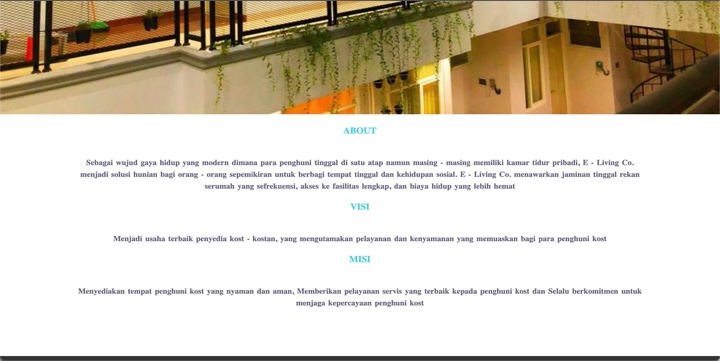 ABOUT
Sebagai wujud gaya hidup yang modern dimana para penghuni tinggal di satu atap namun masing - masing memiliki kamar tidur pribadi, E - Living Co.
menjadi solusi hunian bagi orang - orang sepemikiran untuk berbagi tempat tinggal dan kehidupan sosial. E - Living Co. menawarkan jaminan tinggal rekan
serumah yang sefrekuensi, akses ke fasilitas lengkap, dan biaya hidup yang lebih hemat
VISI
Menjadi usaha terbaik penyedia kost - kostan, yang mengutamakan pelayanan dan kenyamanan yang memuaskan bagi para penghuni kost
MISI
Menyediakan tempat penghuni kost yang nyaman dan aman, Memberikan pelayanan servis yang terbaik kepada penghuni kost dan Selalu berkomitmen untuk
menjaga kepercayaan penghuni kost